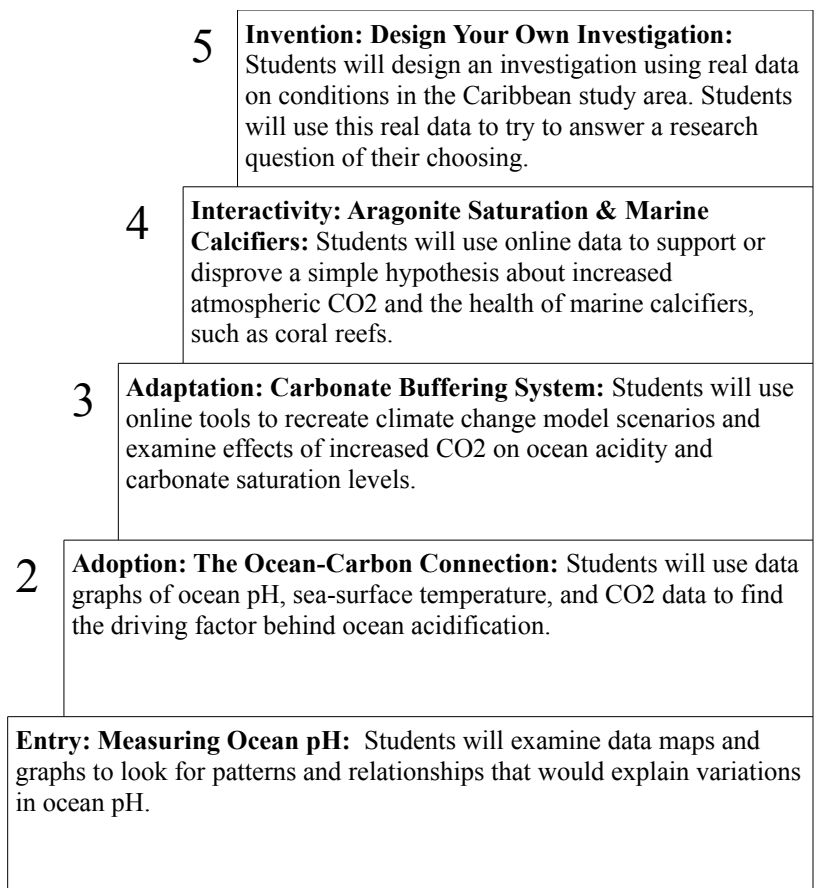 5
Invention: Design Your Own Investigation:
Students will design an investigation using real data
on conditions in the Caribbean study area. Students
will use this real data to try to answer a research
question of their choosing.
4
Interactivity: Aragonite Saturation & Marine
Calcifiers: Students will use online data to support or
disprove a simple hypothesis about increased
atmospheric CO2 and the health of marine calcifiers,
such as coral reefs.
3
Adaptation: Carbonate Buffering System: Students will use
online tools to recreate climate change model scenarios and
examine effects of increased CO2 on ocean acidity and
carbonate saturation levels.
2
Adoption: The Ocean-Carbon Connection: Students will use data
graphs of ocean pH, sea-surface temperature, and CO2 data to find
the driving factor behind ocean acidification.
Entry: Measuring Ocean pH: Students will examine data maps and
graphs to look for patterns and relationships that would explain variations
in ocean pH.